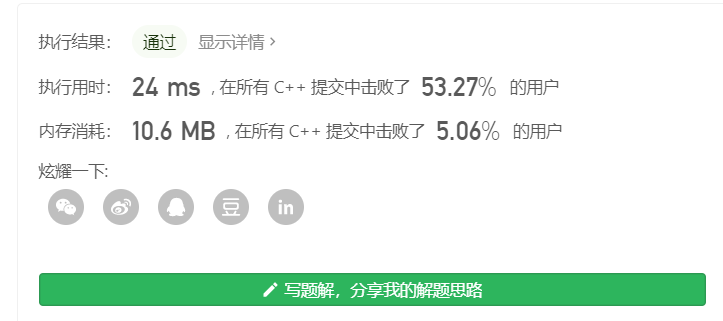 执行结果： 通过 显示详情 >
执行用时： 24 ms , 在所有 C++ 提交中击败了 53.27% 的用户
内存消耗： 10.6 MB , 在所有 C++ 提交中击败了 5.06% 的用户
炫耀一下:
豆 in
写题解，分享我的解题思路